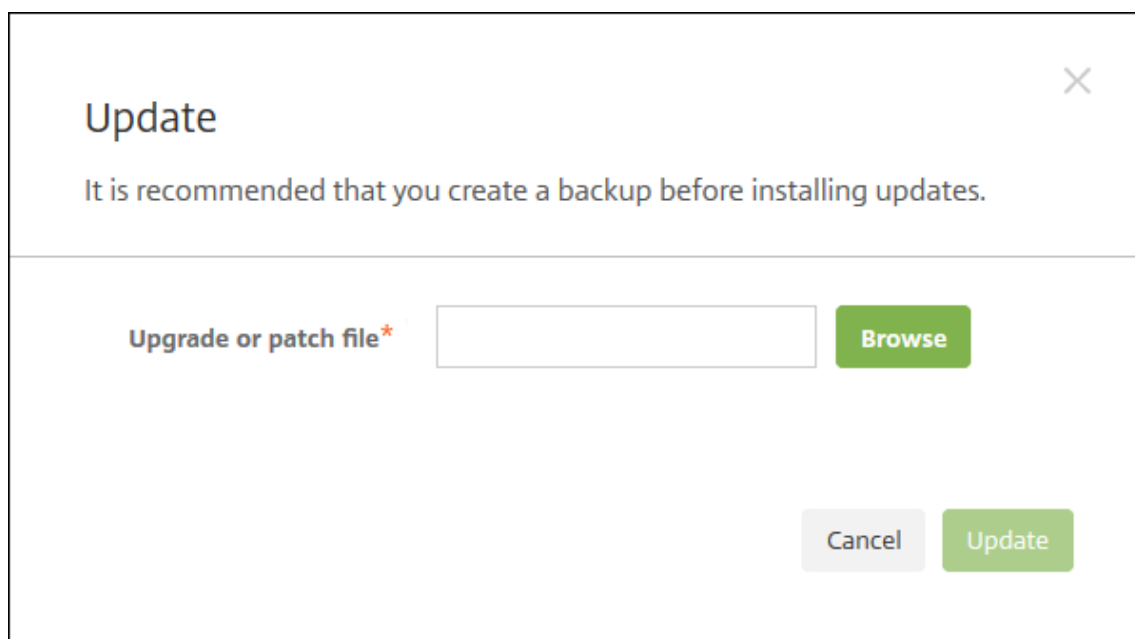 Update
It is recommended that you create a backup before installing updates.
Upgrade or patch file*
Browse
Cancel
Update